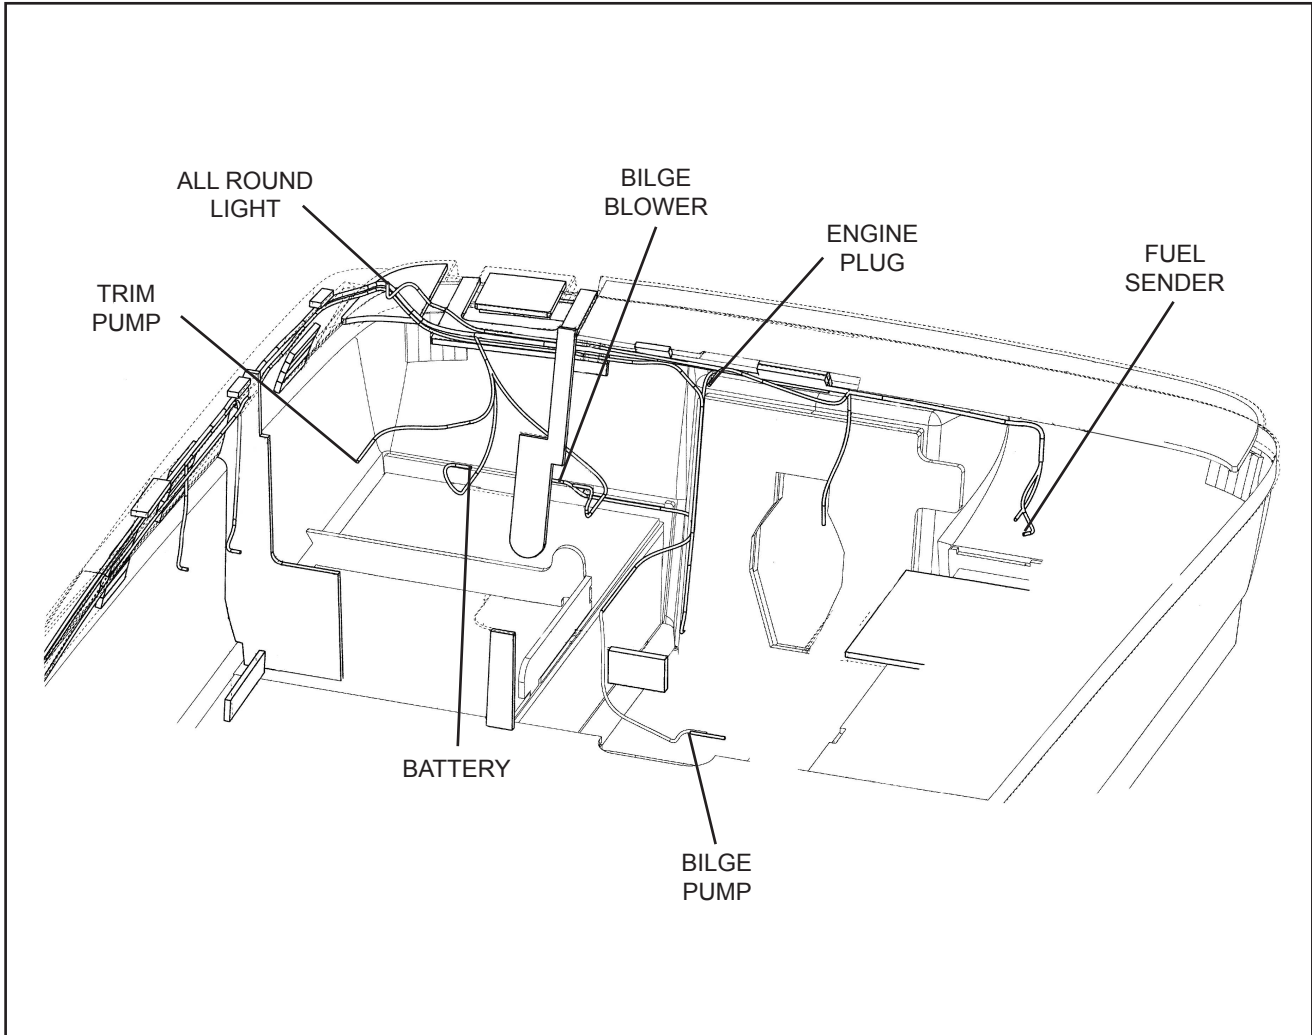 ALL ROUND
LIGHT
BILGE
BLOWER
ENGINE
PLUG
FUEL
SENDER
TRIM
PUMP
BATTERY
BILGE
PUMP